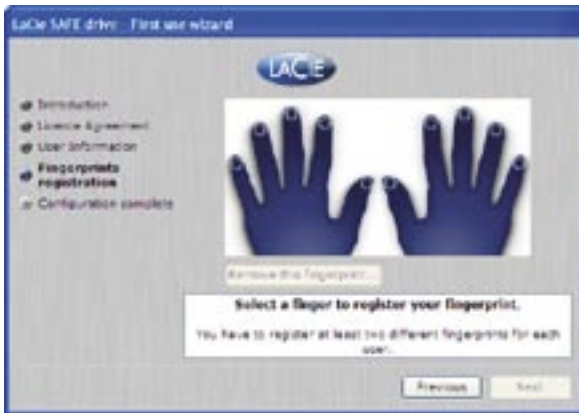 LaCie SAFE drive - First use wizard
LACIE
Introduction
Licence Agreement
User Information
Fingerprints
registration
Configuration complete
Remove this fingerprint...
Select a finger to register your fingerprint.
You have to register at least two different fingerprints for each
user.
Previous
Next